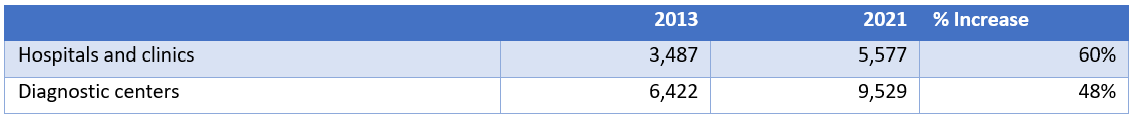 2013 2021 % Increase
Hospitals and clinics 3,487 5,577 60%
Diagnostic centers 6,422 9,529 48%